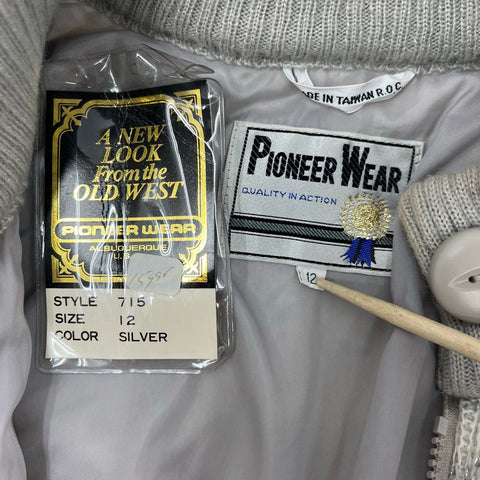 A NEW
LOOK
From the
OLD WEST
PIONEER WEAR
ALBUQUERQUE
U.S.
STYLE 715
SIZE 12
COLOR SILVER
MADE IN TAIWAN R.O.C.
PIONEER WEAR
QUALITY IN ACTION
12